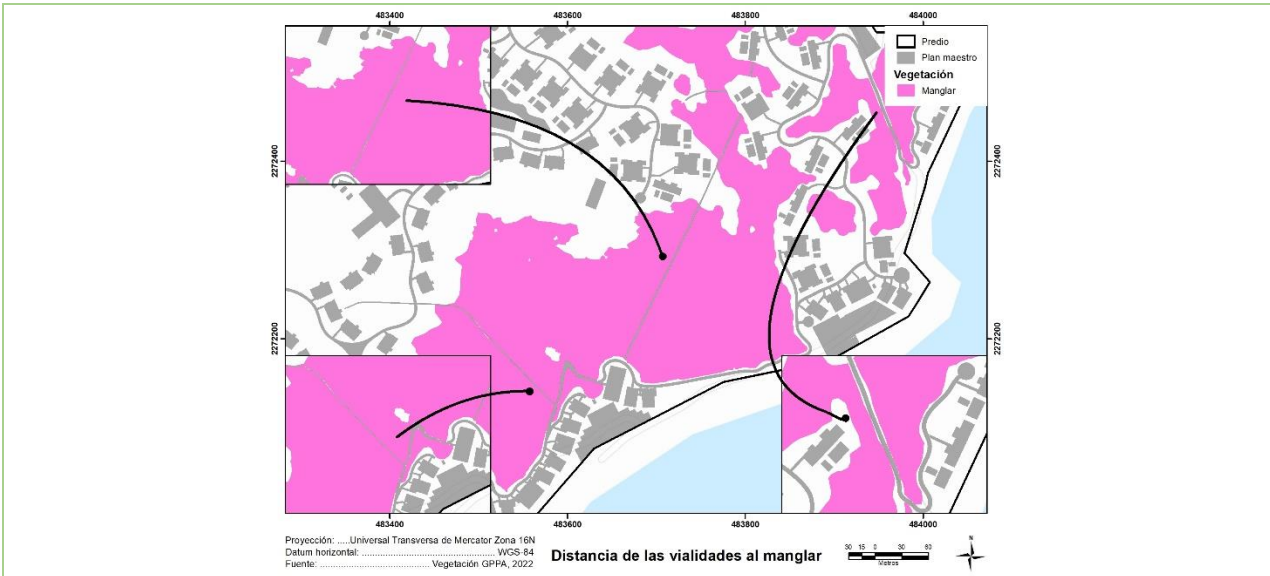 483400 483600 483800 484000
Predio
Plan maestro
Vegetación
Manglar
2272400 2272400
2272200 2272200
483400 483600 483800 484000
Proyección: .....Universal Transversa de Mercator Zona 16N
Datum horizontal: .................................................. WGS-84
Fuente: ........................................ Vegetación GPPA, 2022
Distancia de las vialidades al manglar
30 15 0 30 60
Metros
N